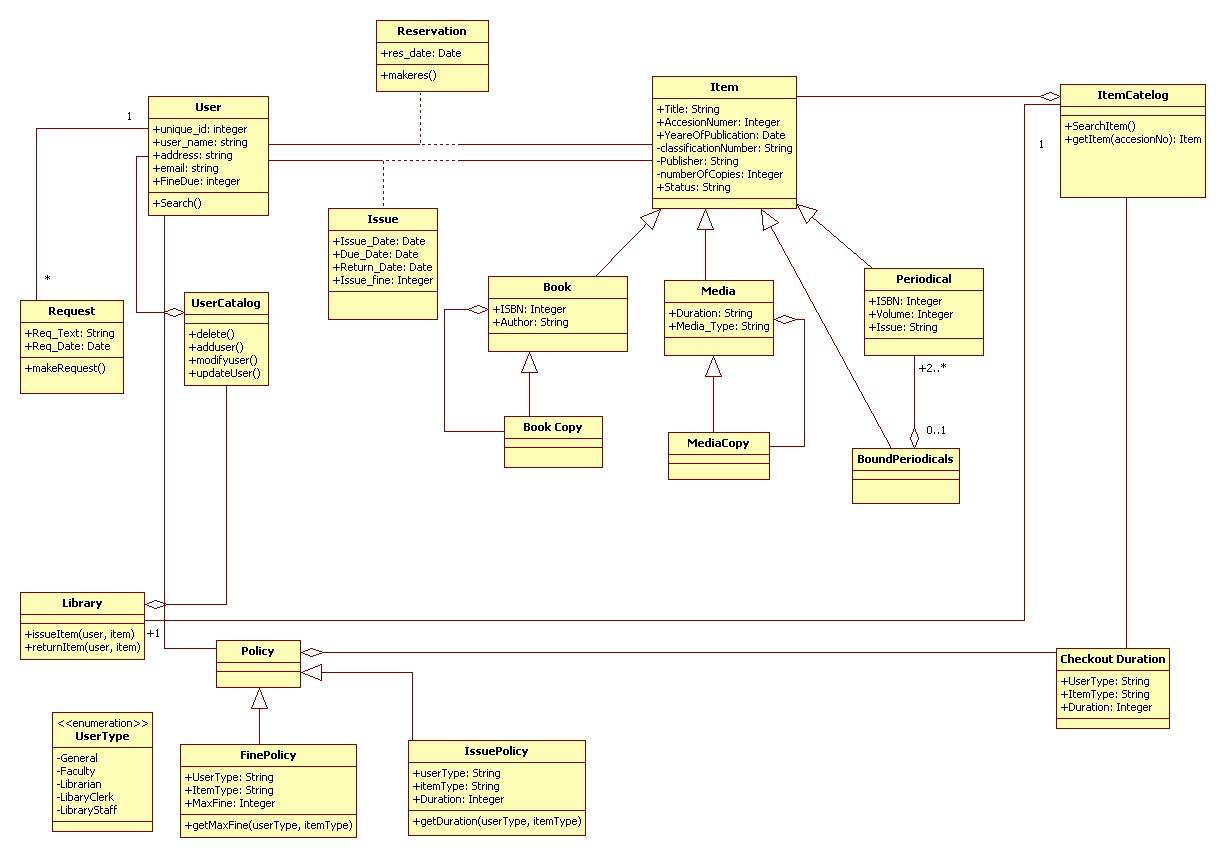 Reservation
+res_date: Date
+makeres()
User
+unique_id: integer
+user_name: string
+address: string
+email: string
+FineDue: integer
+Search()
1
*
Item
+Title: String
+AccesionNumer: Integer
+YeareOfPublication: Date
-classificationNumber: String
-Publisher: String
-numberOfCopies: Integer
+Status: String
ItemCatelog
+SearchItem()
+getItem(accesionNo): Item
1
Issue
+Issue_Date: Date
+Due_Date: Date
+Return_Date: Date
+Issue_fine: Integer
Request
+Req_Text: String
+Req_Date: Date
+makeRequest()
UserCatalog
+delete()
+adduser()
+modifyuser()
+updateUser()
Book
+ISBN: Integer
+Author: String
Media
+Duration: String
+Media_Type: String
Periodical
+ISBN: Integer
+Volume: Integer
+Issue: String
+2..*
0..1
Book Copy
MediaCopy
BoundPeriodicals
Library
+issueItem(user, item)
+returnItem(user, item)
+1
Policy
Checkout Duration
+UserType: String
+ItemType: String
+Duration: Integer
<<enumeration>>
UserType
-General
-Faculty
-Librarian
-LibaryClerk
-LibraryStaff
FinePolicy
+UserType: String
+ItemType: String
+MaxFine: Integer
+getMaxFine(userType, itemType)
IssuePolicy
+userType: String
+itemType: String
+Duration: Integer
+getDuration(userType, itemType)